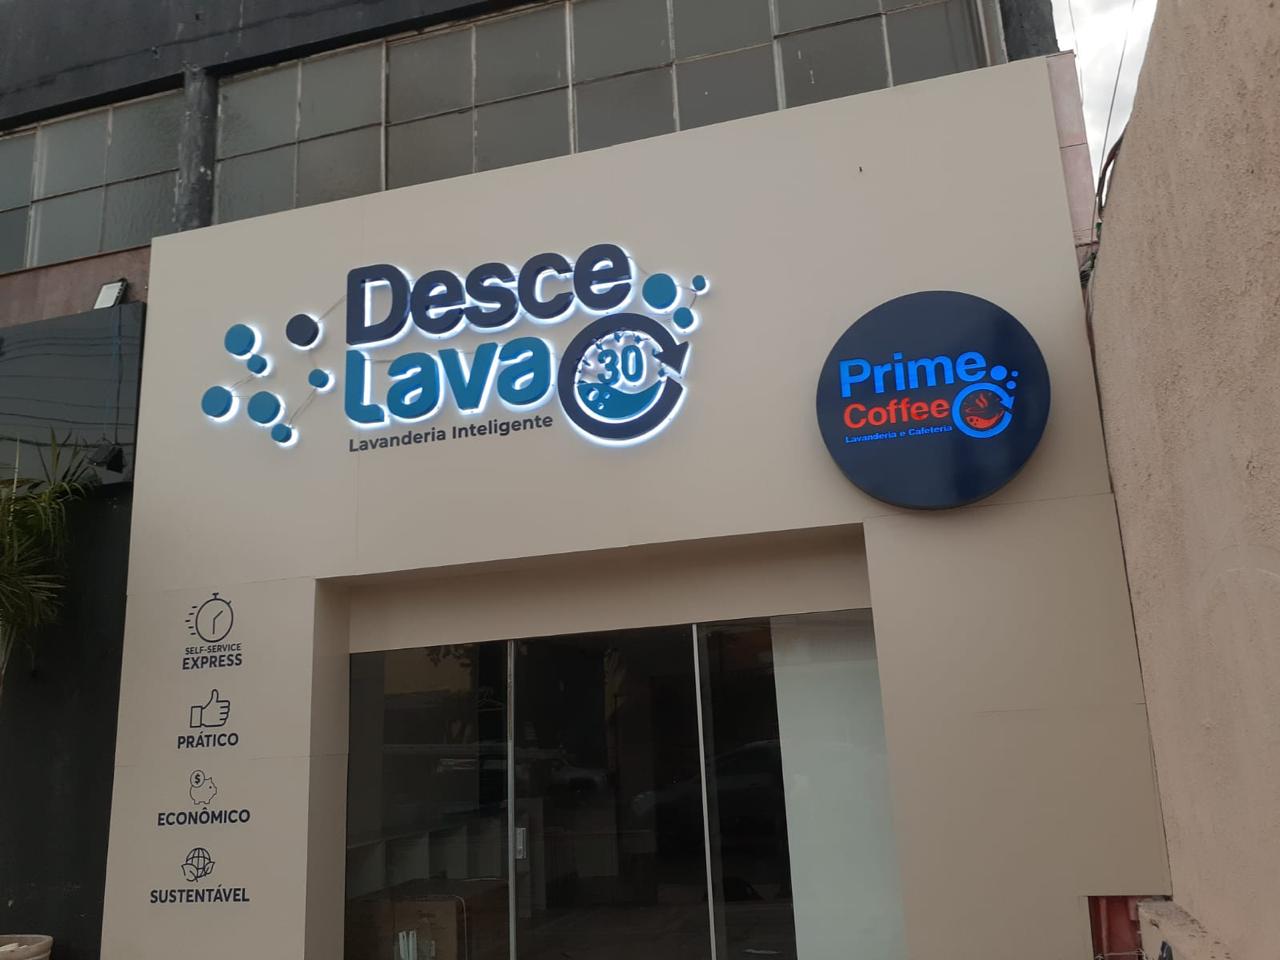 Desce
Lava 30
Lavanderia Inteligente
Prime
Coffee
Lavanderia e Cafeteria
SELF-SERVICE
EXPRESS
PRÁTICO
$
ECONÔMICO
SUSTENTÁVEL